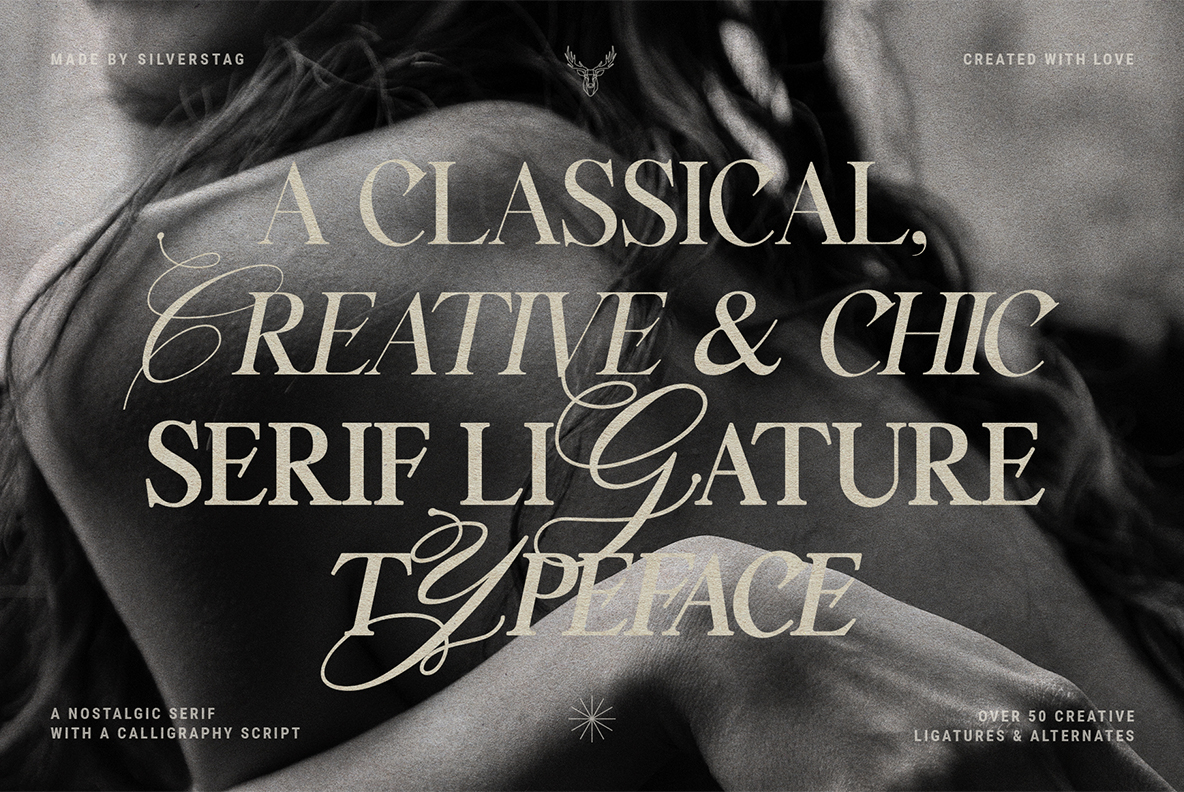 MADE BY SILVERSTAG
CREATED WITH LOVE
A CLASSICAL,
CREATIVE & CHIC
SERIF LIGATURE
TYPEFACE
A NOSTALGIC SERIF
WITH A CALLIGRAPHY SCRIPT
OVER 50 CREATIVE
LIGATURES & ALTERNATES